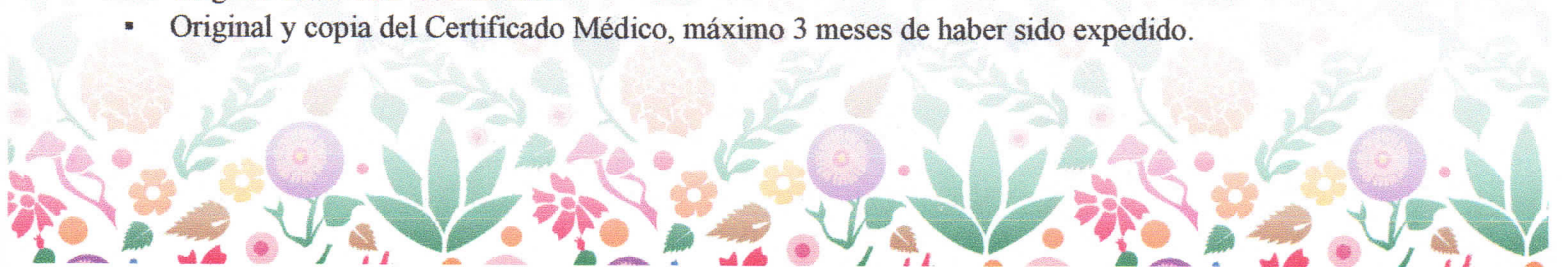 ▪ Original y copia del Certificado Médico, máximo 3 meses de haber sido expedido.